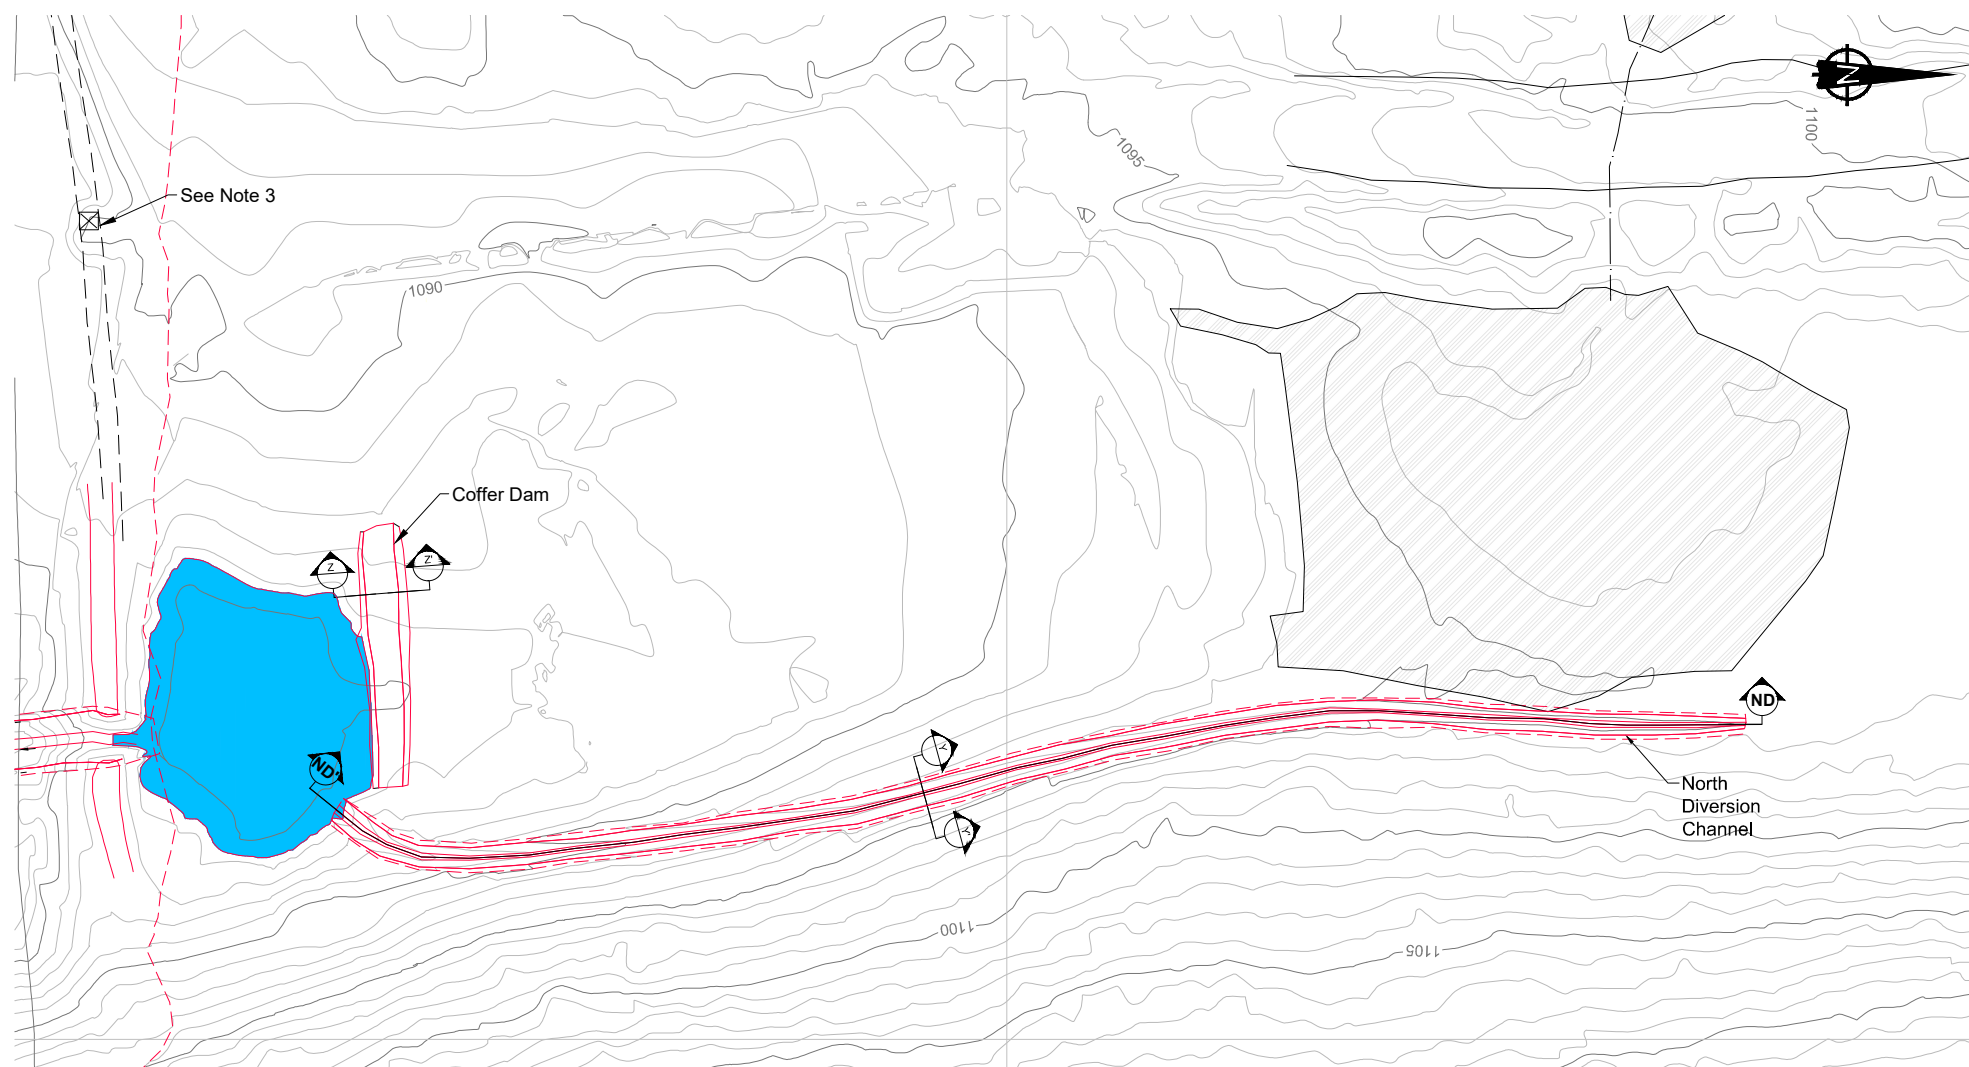 N
1100
1095
See Note 3
1090
Coffer Dam
Z
Z'
ND
Y
ND'
North
Diversion
Channel
Y'
1100
1105